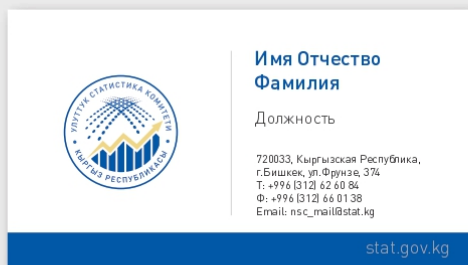 УЛУТТУК СТАТИСТИКА КОМИТЕТИ
КЫРГЫЗ РЕСПУБЛИКАСЫ
Имя Отчество
Фамилия
Должность
720033, Кыргызская Республика,
г.Бишкек, ул.Фрунзе, 374
Т: +996 (312) 62 60 84
Ф: +996 (312) 66 01 38
Email: nsc_mail@stat.kg
stat.gov.kg